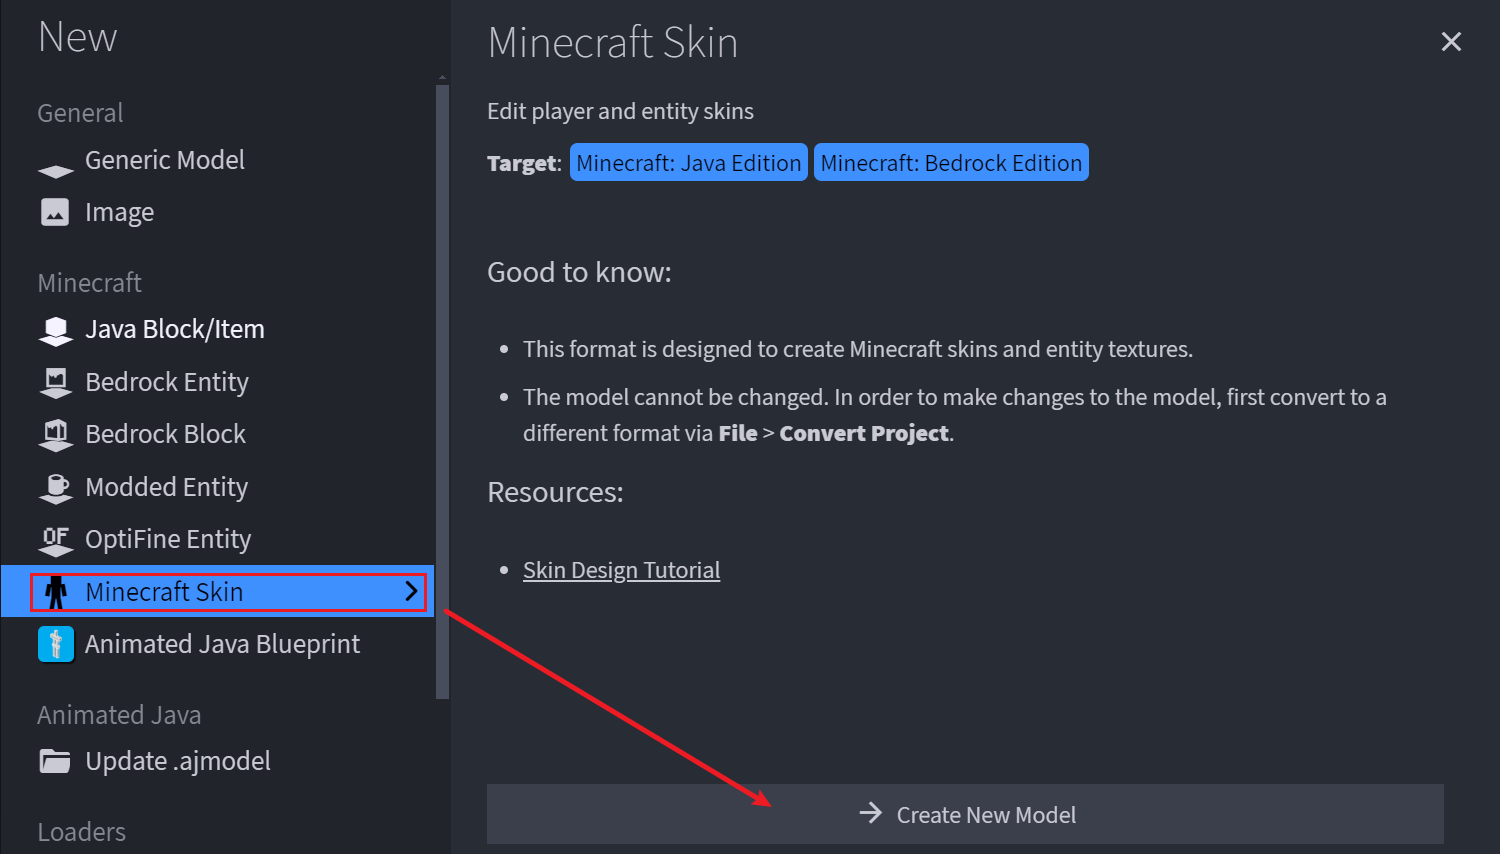 New
General
Generic Model
Image
Minecraft
Java Block/Item
Bedrock Entity
Bedrock Block
Modded Entity
OF
OptiFine Entity
Minecraft Skin
Animated Java Blueprint
Animated Java
Update .ajmodel
Loaders
Minecraft Skin
Edit player and entity skins
Target: Minecraft: Java Edition Minecraft: Bedrock Edition
Good to know:
• This format is designed to create Minecraft skins and entity textures.
• The model cannot be changed. In order to make changes to the model, first convert to a
different format via File > Convert Project.
Resources:
• Skin Design Tutorial
Create New Model